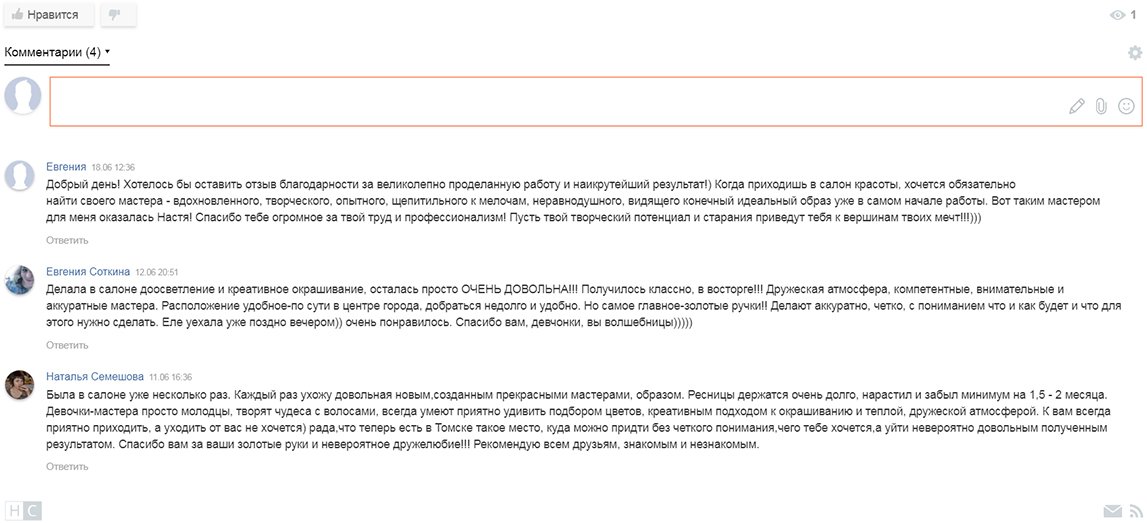 Нравится
1
Комментарии (4)
Евгения 18.06 12:36
Добрый день! Хотелось бы оставить отзыв благодарности за великолепно проделанную работу и наикрутейший результат!) Когда приходишь в салон красоты, хочется обязательно
найти своего мастера - вдохновленного, творческого, опытного, щепитильного к мелочам, неравнодушного, видящего конечный идеальный образ уже в самом начале работы. Вот таким мастером
для меня оказалась Настя! Спасибо тебе огромное за твой труд и профессионализм! Пусть твой творческий потенциал и старания приведут тебя к вершинам твоих мечт!!!)))
Ответить
Евгения Соткина 12.06 20:51
Делала в салоне доосветление и креативное окрашивание, осталась просто ОЧЕНЬ ДОВОЛЬНА!!! Получилось классно, в восторге!!! Дружеская атмосфера, компетентные, внимательные и
аккуратные мастера. Расположение удобное-по сути в центре города, добраться недолго и удобно. Но самое главное-золотые ручки!! Делают аккуратно, четко, с пониманием что и как будет и что для
этого нужно сделать. Еле уехала уже поздно вечером)) очень понравилось. Спасибо вам, девчонки, вы волшебницы)))))
Ответить
Наталья Семешова 11.06 16:36
Была в салоне уже несколько раз. Каждый раз ухожу довольная новым,созданным прекрасными мастерами, образом. Ресницы держатся очень долго, нарастил и забыл минимум на 1,5 - 2 месяца.
Девочки-мастера просто молодцы, творят чудеса с волосами, всегда умеют приятно удивить подбором цветов, креативным подходом к окрашиванию и теплой, дружеской атмосферой. К вам всегда
приятно приходить, а уходить от вас не хочется) рада,что теперь есть в Томске такое место, куда можно придти без четкого понимания,чего тебе хочется,а уйти невероятно довольным полученным
результатом. Спасибо вам за ваши золотые руки и невероятное дружелюбие!!! Рекомендую всем друзьям, знакомым и незнакомым.
Ответить
HC